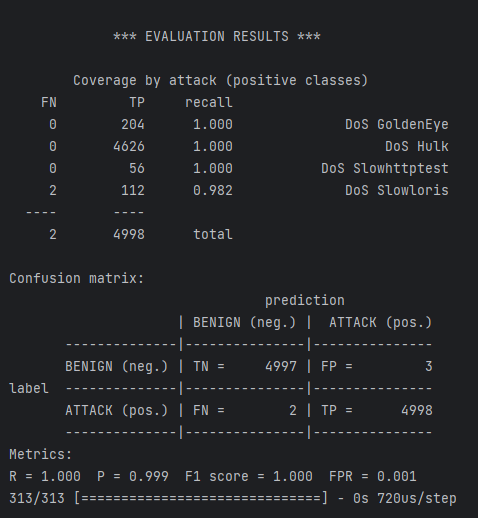 *** EVALUATION RESULTS ***
Coverage by attack (positive classes)
FN TP recall
0 204 1.000 DoS GoldenEye
0 4626 1.000 DoS Hulk
0 56 1.000 DoS Slowhttptest
2 112 0.982 DoS Slowloris
---- ----
2 4998 total
Confusion matrix:
prediction
| BENIGN (neg.) | ATTACK (pos.)
--------------|---------------|---------------
BENIGN (neg.) | TN = 4997 | FP = 3
label --------------|---------------|---------------
ATTACK (pos.) | FN = 2 | TP = 4998
--------------|---------------|---------------
Metrics:
R = 1.000 P = 0.999 F1 score = 1.000 FPR = 0.001
313/313 [==============================] - 0s 720us/step